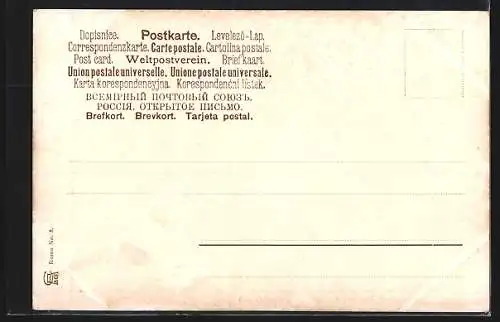 Dopisnice. Postkarte. Levelező-Lap.
Correspondenzkarte. Carte postale. Cartolina postale.
Post card. Weltpostverein. Briefkaart.
Union postale universelle. Unione postale universale.
Karta korespondencyjna. Korespondenční lístek.
ВСЕМІРНЫЙ ПОЧТОВЫЙ СОЮЗЪ.
РОССІЯ. ОТКРЫТОЕ ПИСЬМО.
Brefkort. Brevkort. Tarjeta postal.